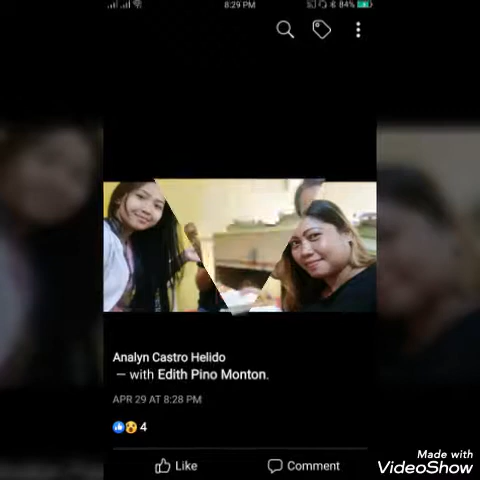 8:29 PM
84%
Analyn Castro Helido
— with Edith Pino Monton.
APR 29 AT 8:28 PM
4
Like
Comment
Made with
VideoShow